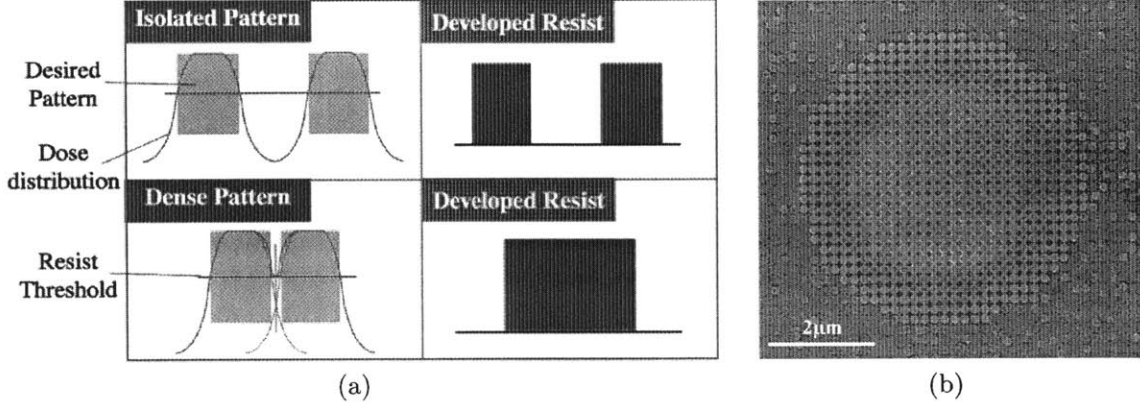 Isolated Pattern
Developed Resist
Desired
Pattern
Dose
distribution
Dense Pattern
Developed Resist
Resist
Threshold
2μm
(a)
(b)